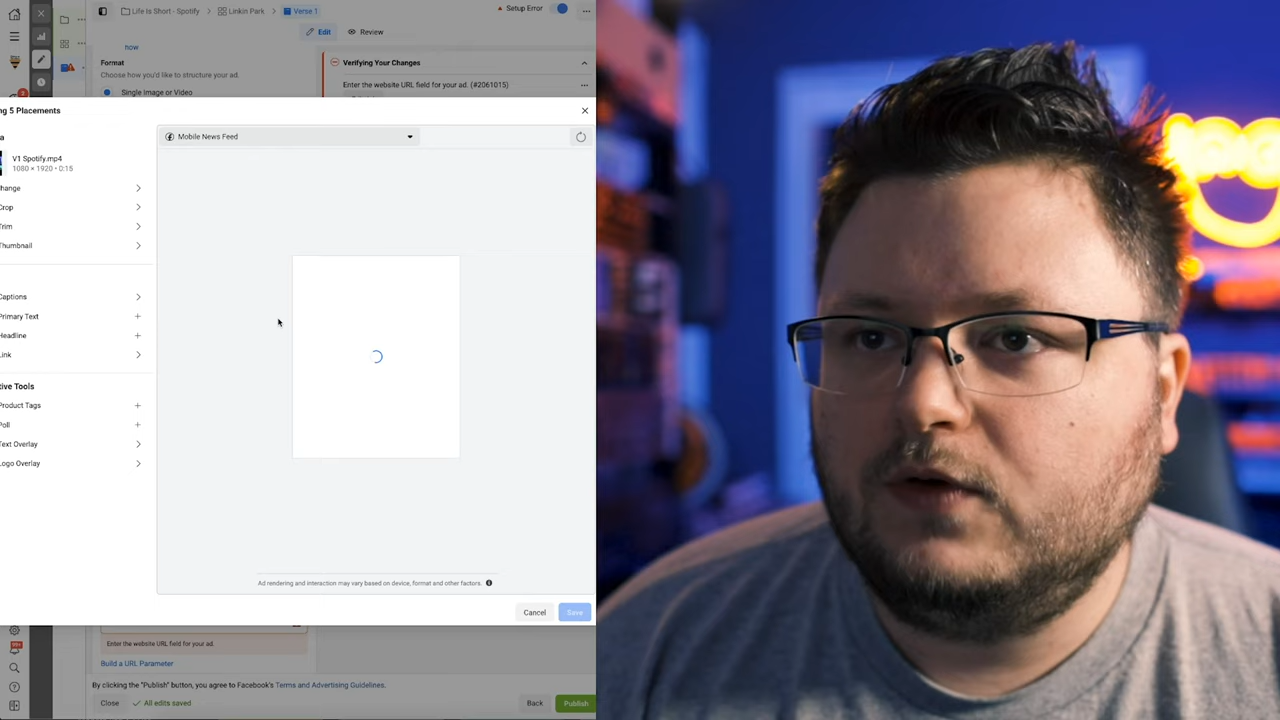 Life Is Short - Spotify > Linkin Park > Verse 1
Setup Error
Edit
Review
now
Format
Choose how you'd like to structure your ad.
Single image or Video
Verifying Your Changes
Enter the website URL field for your ad. (#2061015)
ng 5 Placements
a
V1 Spotify.mp4
1080 × 1920 • 0:15
hange
Crop
Trim
Thumbnail
Captions
Primary Text
Headline
Link
tive Tools
Product Tags
Poll
Text Overlay
Logo Overlay
Mobile News Feed
Ad rendering and interaction may vary based on device, format and other factors.
Cancel
Save
Enter the website URL field for your ad.
Build a URL Parameter
By clicking the "Publish" button, you agree to Facebook's Terms and Advertising Guidelines.
Close
All edits saved
Back
Publish